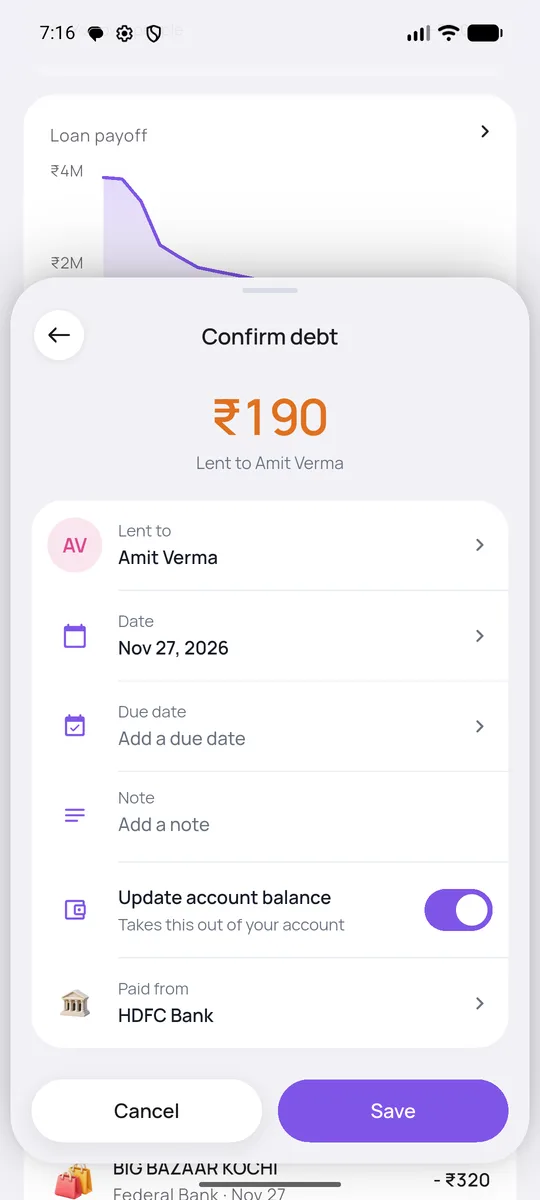 7:16
Loan payoff
₹4M
₹2M
Confirm debt
₹190
Lent to Amit Verma
AV
Lent to
Amit Verma
Date
Nov 27, 2026
Due date
Add a due date
Note
Add a note
Update account balance
Takes this out of your account
Paid from
HDFC Bank
Cancel
Save
BIG BAZAAR KOCHI
- ₹320
Federal Bank · Nov 27